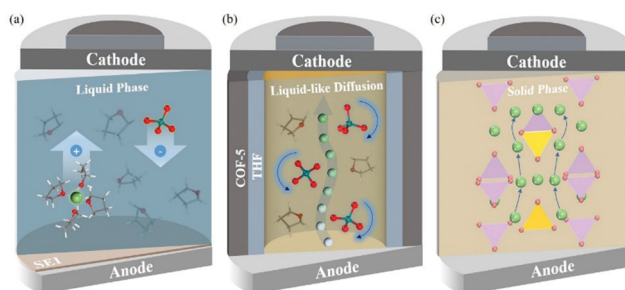 (a)
Cathode
Liquid Phase
+
-
SEI
Anode
(b)
Cathode
Liquid-like Diffusion
COF-5
THF
Anode
(c)
Cathode
Solid Phase
Anode